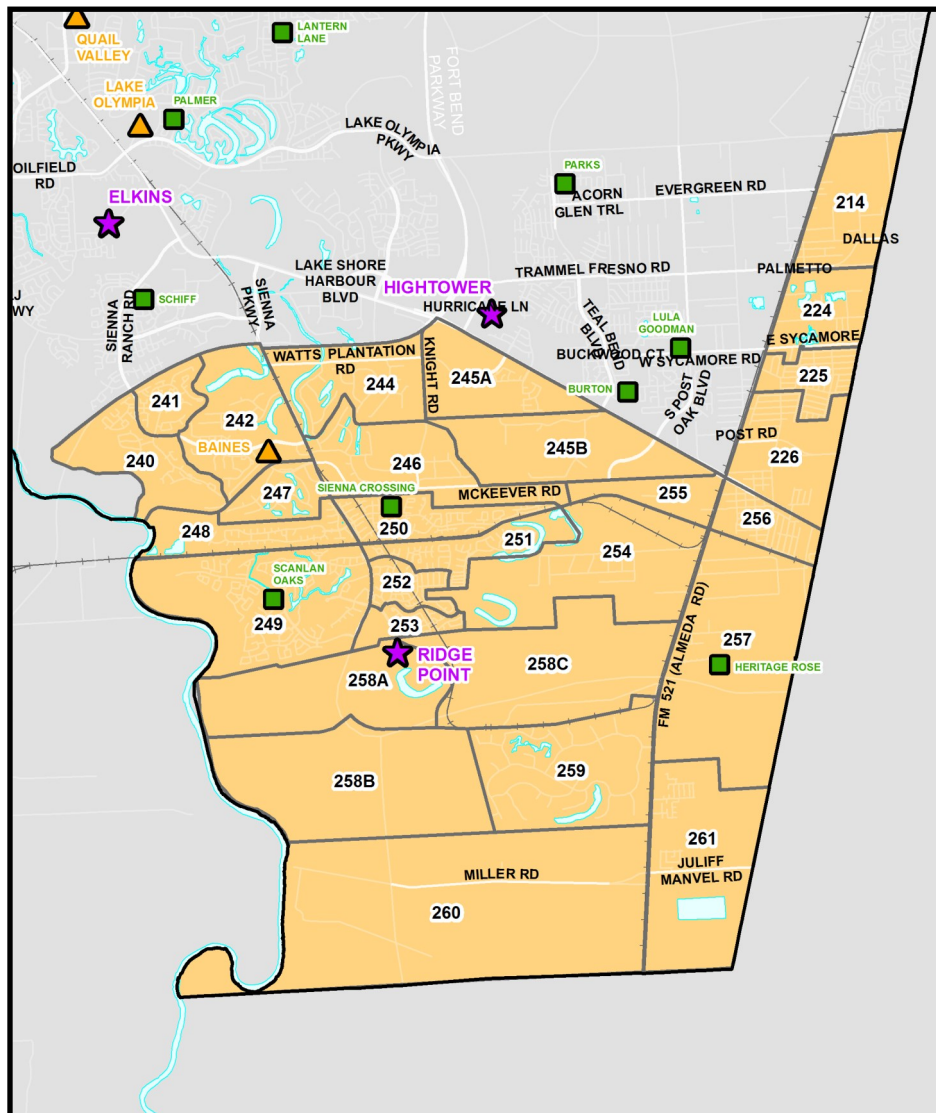 QUAIL
VALLEY
LANTERN
LANE
LAKE
OLYMPIA
PALMER
FORT BEND
PARKWAY
LAKE OLYMPIA
PKWY
OILFIELD
RD
PARKS
ACORN
GLEN TRL
EVERGREEN RD
ELKINS
214
DALLAS
LAKE SHORE
HARBOUR
BLVD
TRAMMEL FRESNO RD
PALMETTO
HIGHTOWER
HURRICANE LN
J
WY
SCHIFF
SIENNA
RANCH RD
SIENNA
PKWY
TEAL BEND
BLVD
LULA
GOODMAN
224
E SYCAMORE
BUCKWOOD CT
W SYCAMORE RD
WATTS PLANTATION
RD
KNIGHT RD
241
244
245A
225
BURTON
S POST
OAK BLVD
242
POST RD
BAINES
240
245B
226
246
247
SIENNA CROSSING
MCKEEVER RD
255
256
248
250
251
254
SCANLAN
OAKS
252
249
253
257
RIDGE
POINT
258A
258C
HERITAGE ROSE
FM 521 (ALMEDA RD))
258B
259
261
JULIFF
MANVEL RD
MILLER RD
260